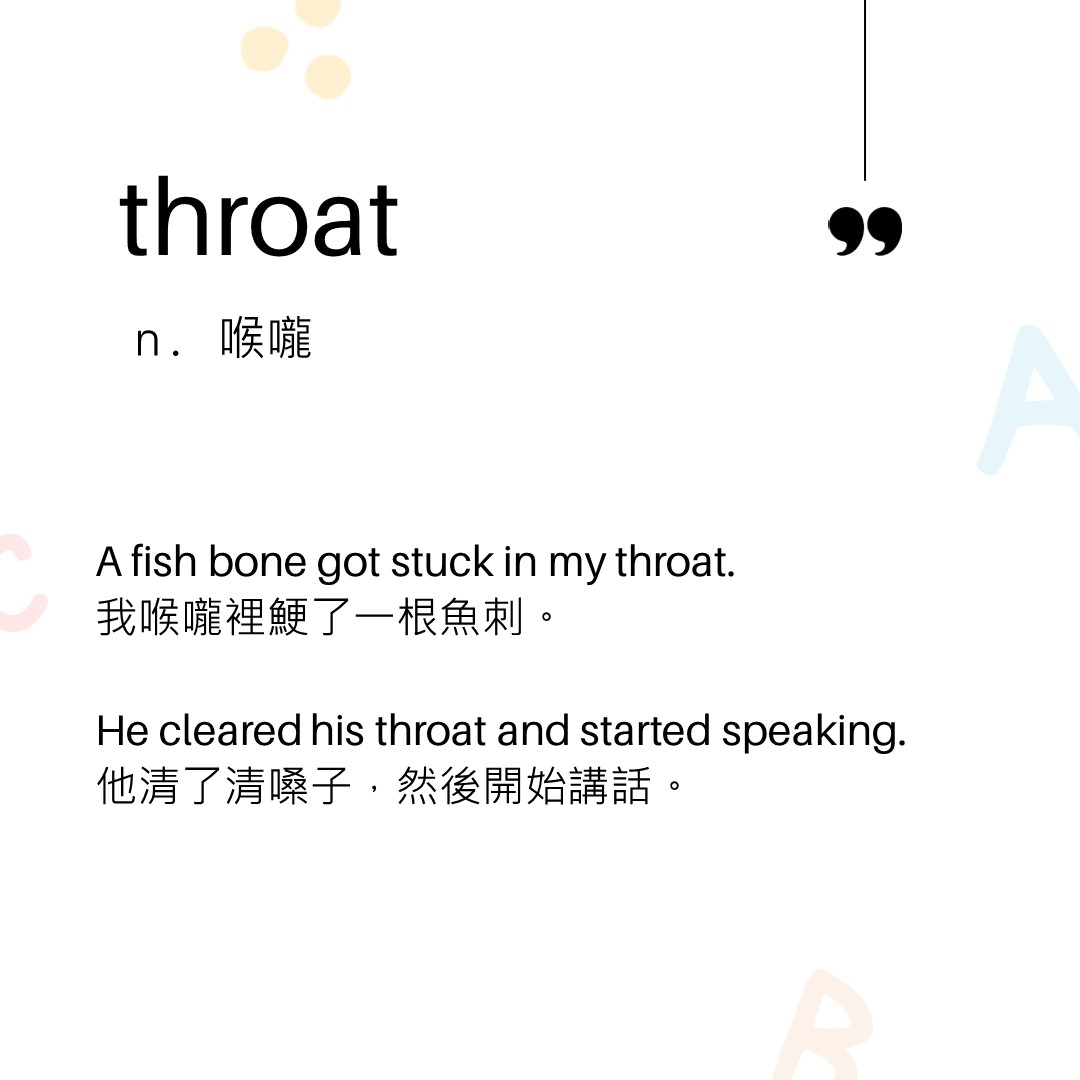 throat
n. 喉嚨
A fish bone got stuck in my throat.
我喉嚨裡鯁了一根魚刺。
He cleared his throat and started speaking.
他清了清嗓子，然後開始講話。
”
A
C
B